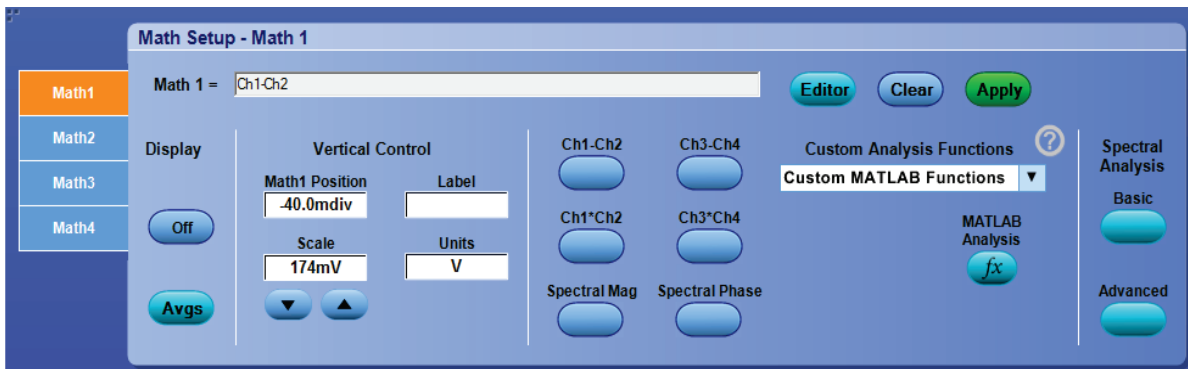 Math Setup - Math 1
Math1
Math2
Math3
Math4
Math 1 =
Ch1-Ch2
Editor
Clear
Apply
Display
Off
Avgs
Vertical Control
Math1 Position
-40.0mdiv
Label
Scale
174mV
Units
V
Ch1-Ch2
Ch3-Ch4
Ch1*Ch2
Ch3*Ch4
Spectral Mag
Spectral Phase
Custom Analysis Functions
?
Custom MATLAB Functions
MATLAB
Analysis
fx
Spectral
Analysis
Basic
Advanced